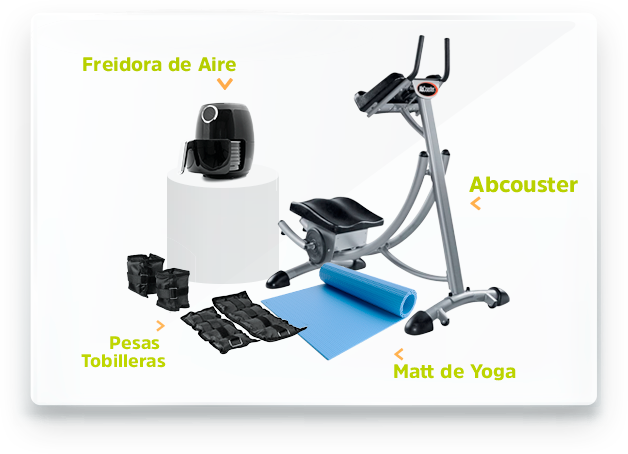 Freidora de Aire
Abcouster
Pesas
Tobilleras
Matt de Yoga